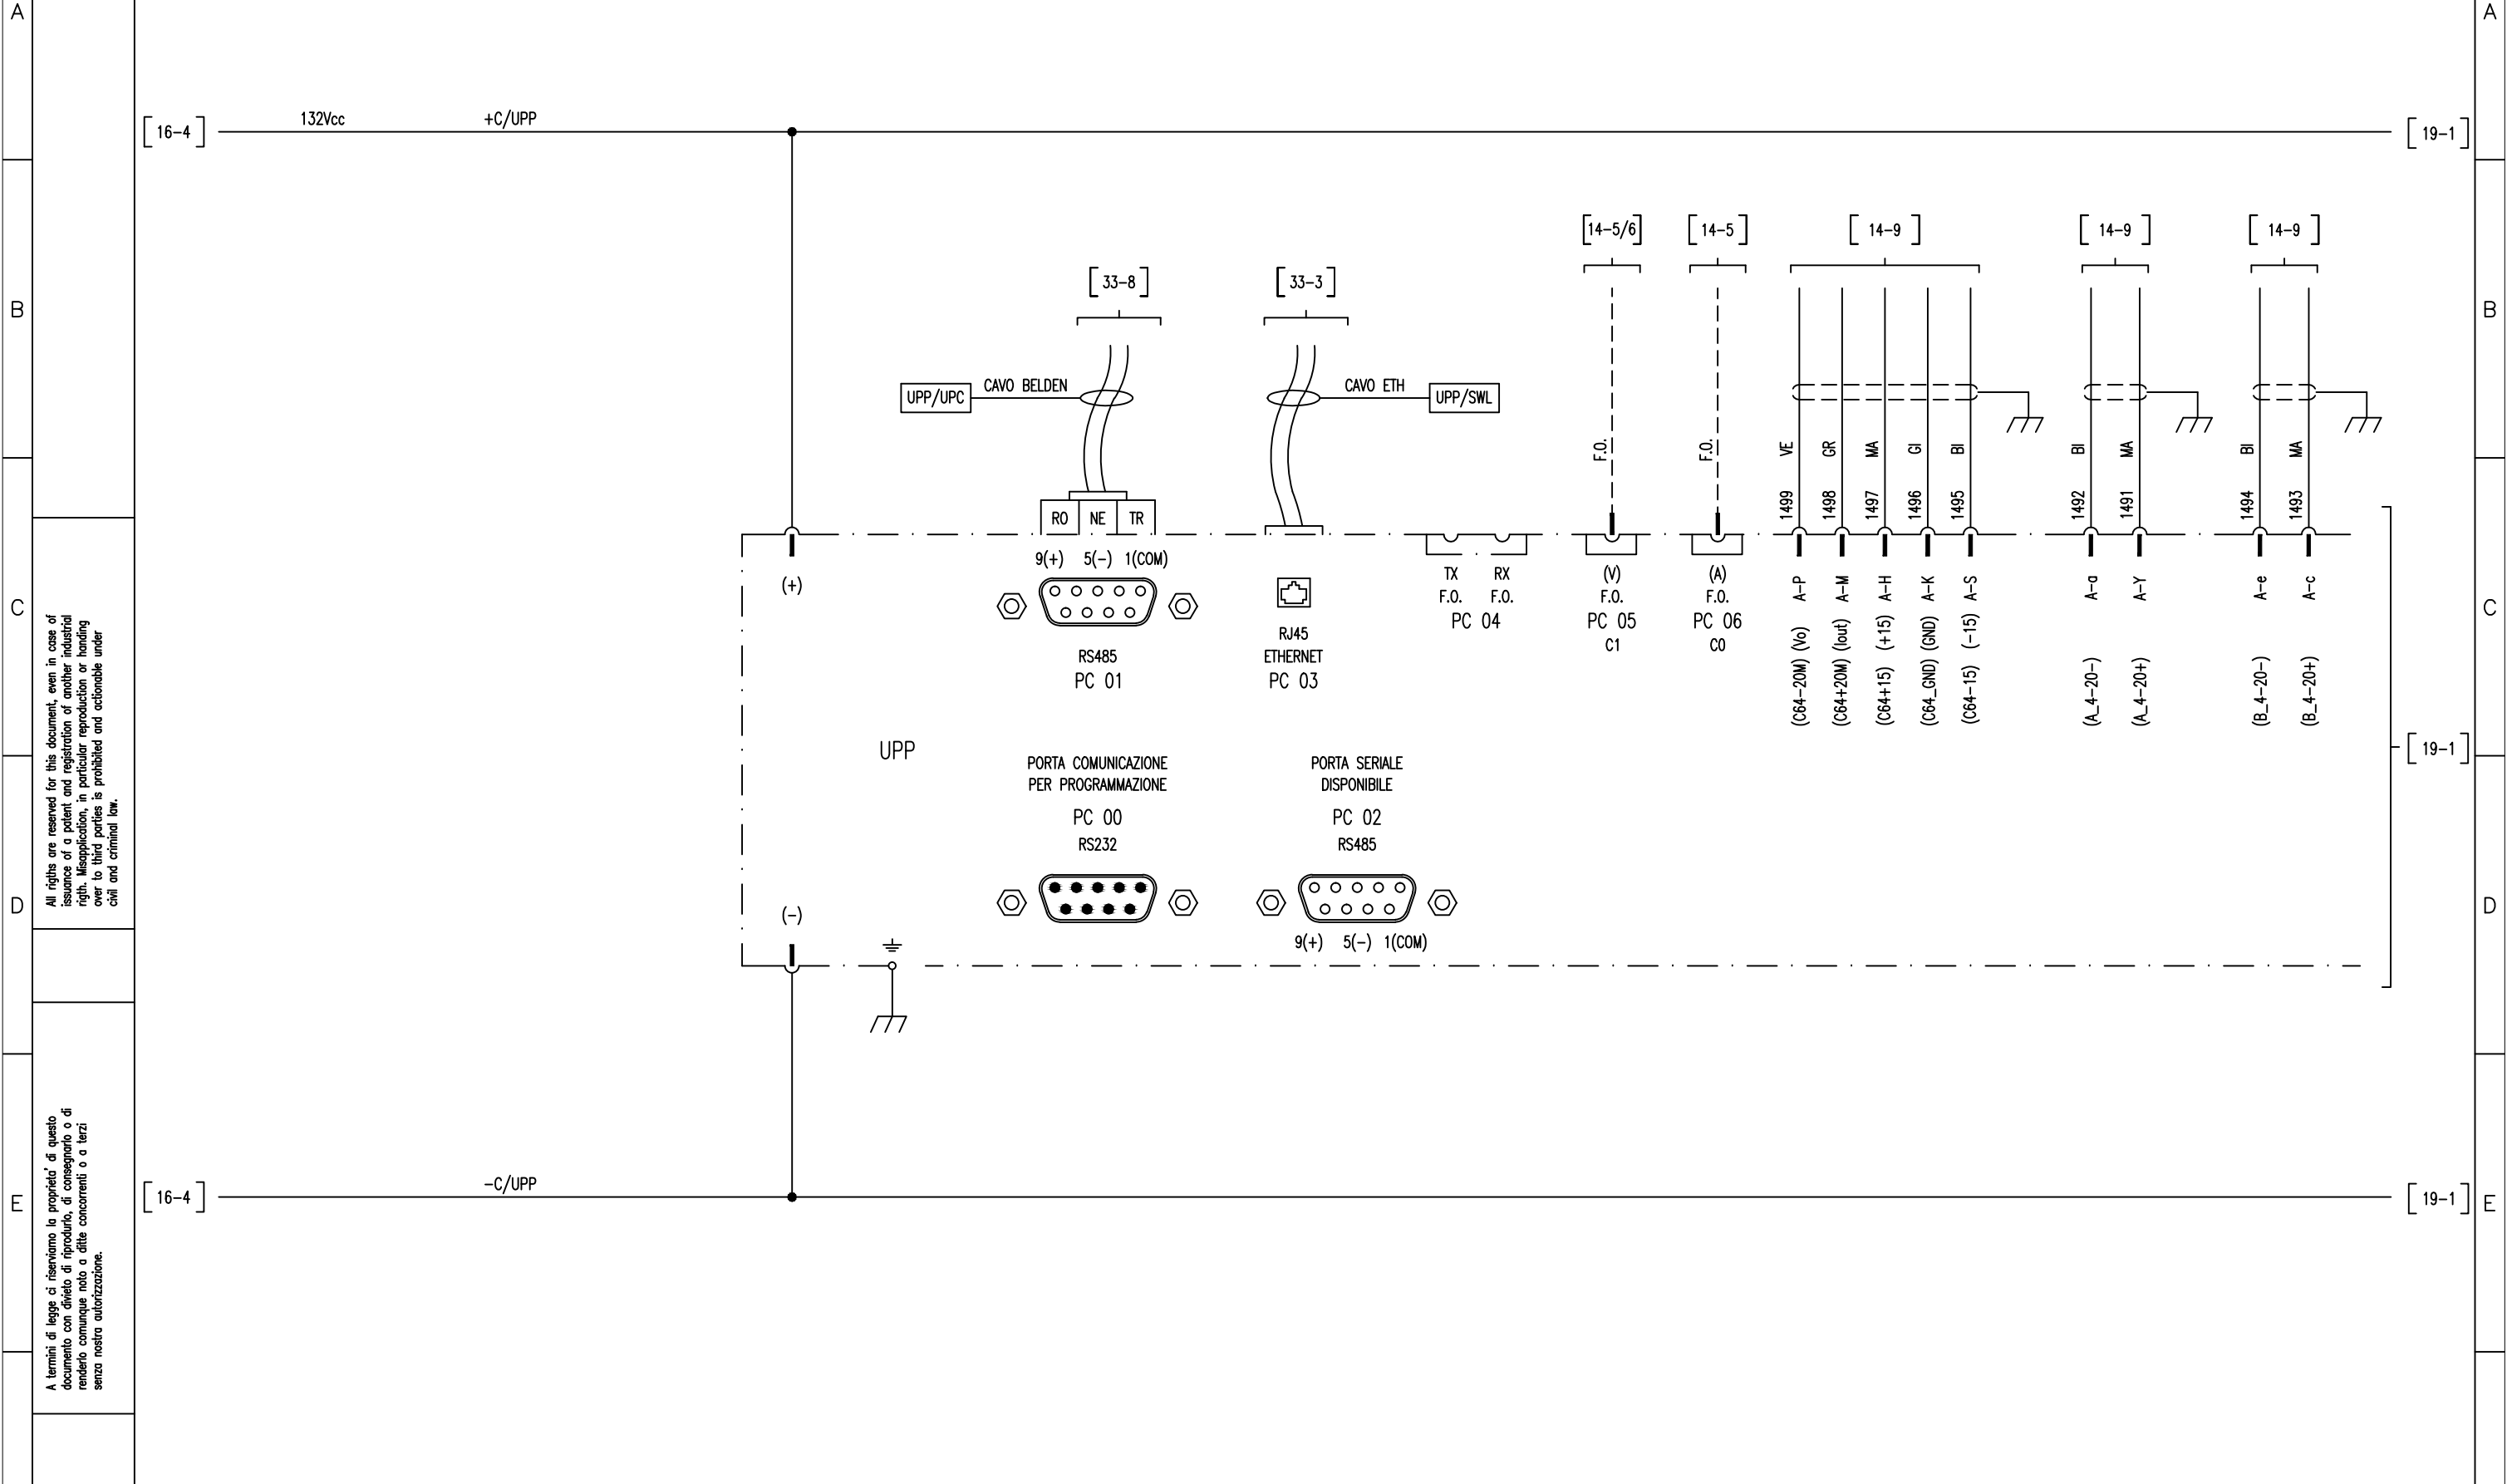 A
A
132Vcc
+C/UPP
16-4
19-1
14-5/6
14-5
14-9
14-9
14-9
33-8
33-3
B
B
UPP/UPC
CAVO BELDEN
CAVO ETH
UPP/SWL
F.O.
F.O.
VE
GR
MA
GI
BI
BI
MA
BI
MA
1499
1498
1497
1496
1495
1492
1491
1494
1493
RO
NE
TR
9(+)
5(-)
1(COM)
(+)
TX
RX
F.O.
F.O.
PC 04
(V)
F.O.
PC 05
C1
(A)
F.O.
PC 06
C0
(C64-20M) (Vo) A-P
(C64+20M) (Iout) A-M
(C64+15) (+15) A-H
(C64_GND) (GND) A-K
(C64-15) (-15) A-S
(A_4-20-) A-a
(A_4-20+) A-Y
(B_4-20-) A-e
(B_4-20+) A-c
C
C
RS485
PC 01
RJ45
ETHERNET
PC 03
UPP
19-1
PORTA COMUNICAZIONE
PER PROGRAMMAZIONE
PC 00
RS232
PORTA SERIALE
DISPONIBILE
PC 02
RS485
D
D
(-)
9(+)
5(-)
1(COM)
All rigths are reserved for this document, even in case of
issuance of a patent and registration of another industrial
rigth. Misapplication, in particular reproduction or handing
over to third parties is prohibited and actionable under
civil and criminal law.
-C/UPP
16-4
19-1
E
E
A termini di legge ci riserviamo la proprieta' di questo
documento con divieto di riprodurlo, di consegnarlo o di
renderlo comunque noto a ditte concorrenti o a terzi
senza nostra autorizzazione.